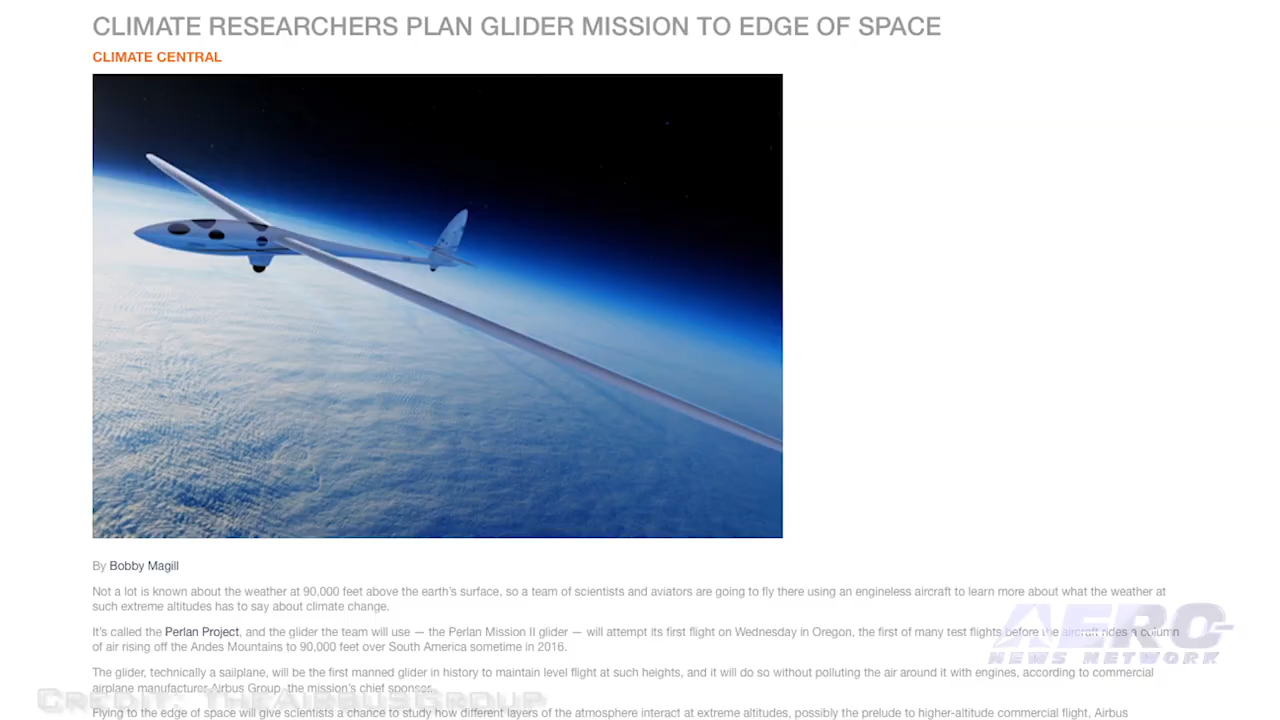 CLIMATE RESEARCHERS PLAN GLIDER MISSION TO EDGE OF SPACE
CLIMATE CENTRAL
By Bobby Magill
Not a lot is known about the weather at 90,000 feet above the earth's surface, so a team of scientists and aviators are going to fly there using an engineless aircraft to learn more about what the weather at
such extreme altitudes has to say about climate change.
It's called the Perlan Project, and the glider the team will use — the Perlan Mission II glider — will attempt its first flight on Wednesday in Oregon, the first of many test flights before the aircraft rides a column
of air rising off the Andes Mountains to 90,000 feet over South America sometime in 2016.
AERO
NEWS NETWORK
The glider, technically a sailplane, will be the first manned glider in history to maintain level flight at such heights, and it will do so without polluting the air around it with engines, according to commercial
airplane manufacturer Airbus Group, the mission's chief sponsor.
Credit: TheAirbusGroup
Flying to the edge of space will give scientists a chance to study how different layers of the atmosphere interact at extreme altitudes, possibly the prelude to higher-altitude commercial flight, Airbus